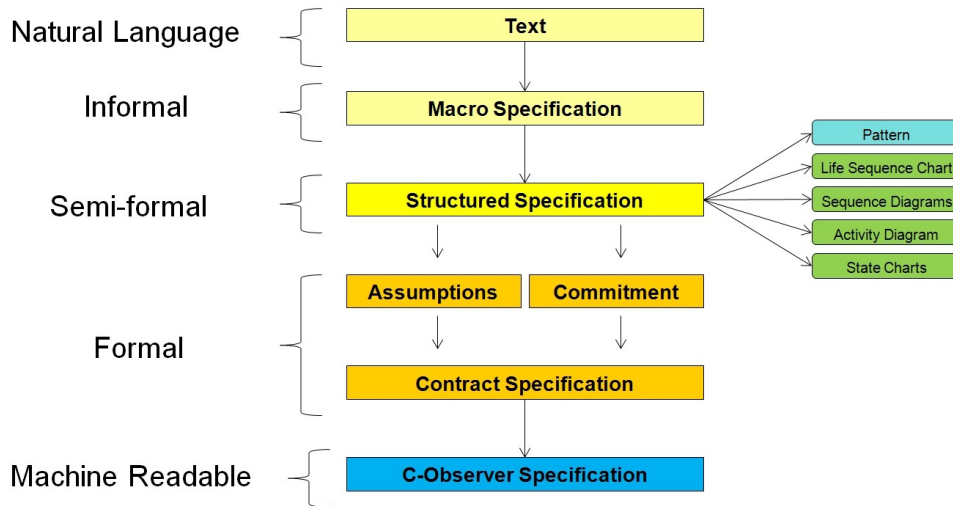 Natural Language
Text
Informal
Macro Specification
Pattern
Life Sequence Chart
Semi-formal
Structured Specification
Sequence Diagrams
Activity Diagram
State Charts
Assumptions
Commitment
Formal
Contract Specification
Machine Readable
C-Observer Specification